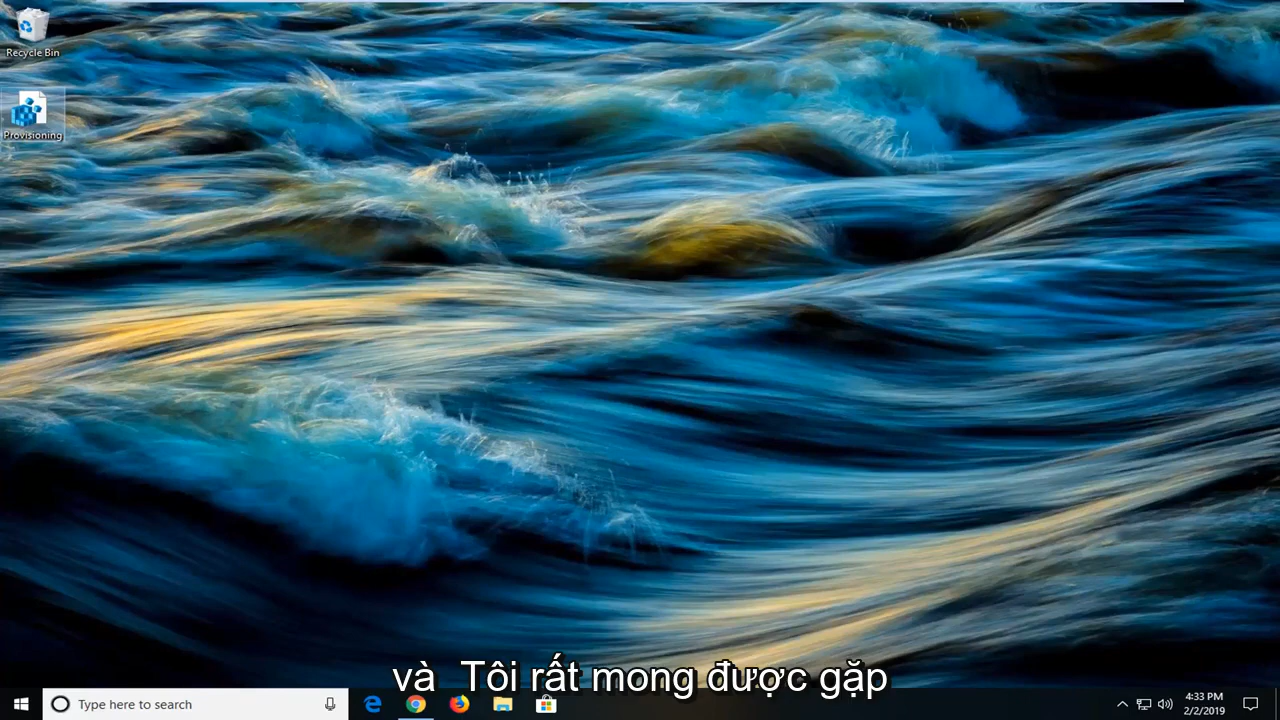 Recycle Bin
Provisioning
và Tôi rất mong được gặp
Type here to search
4:33 PM
2/2/2019